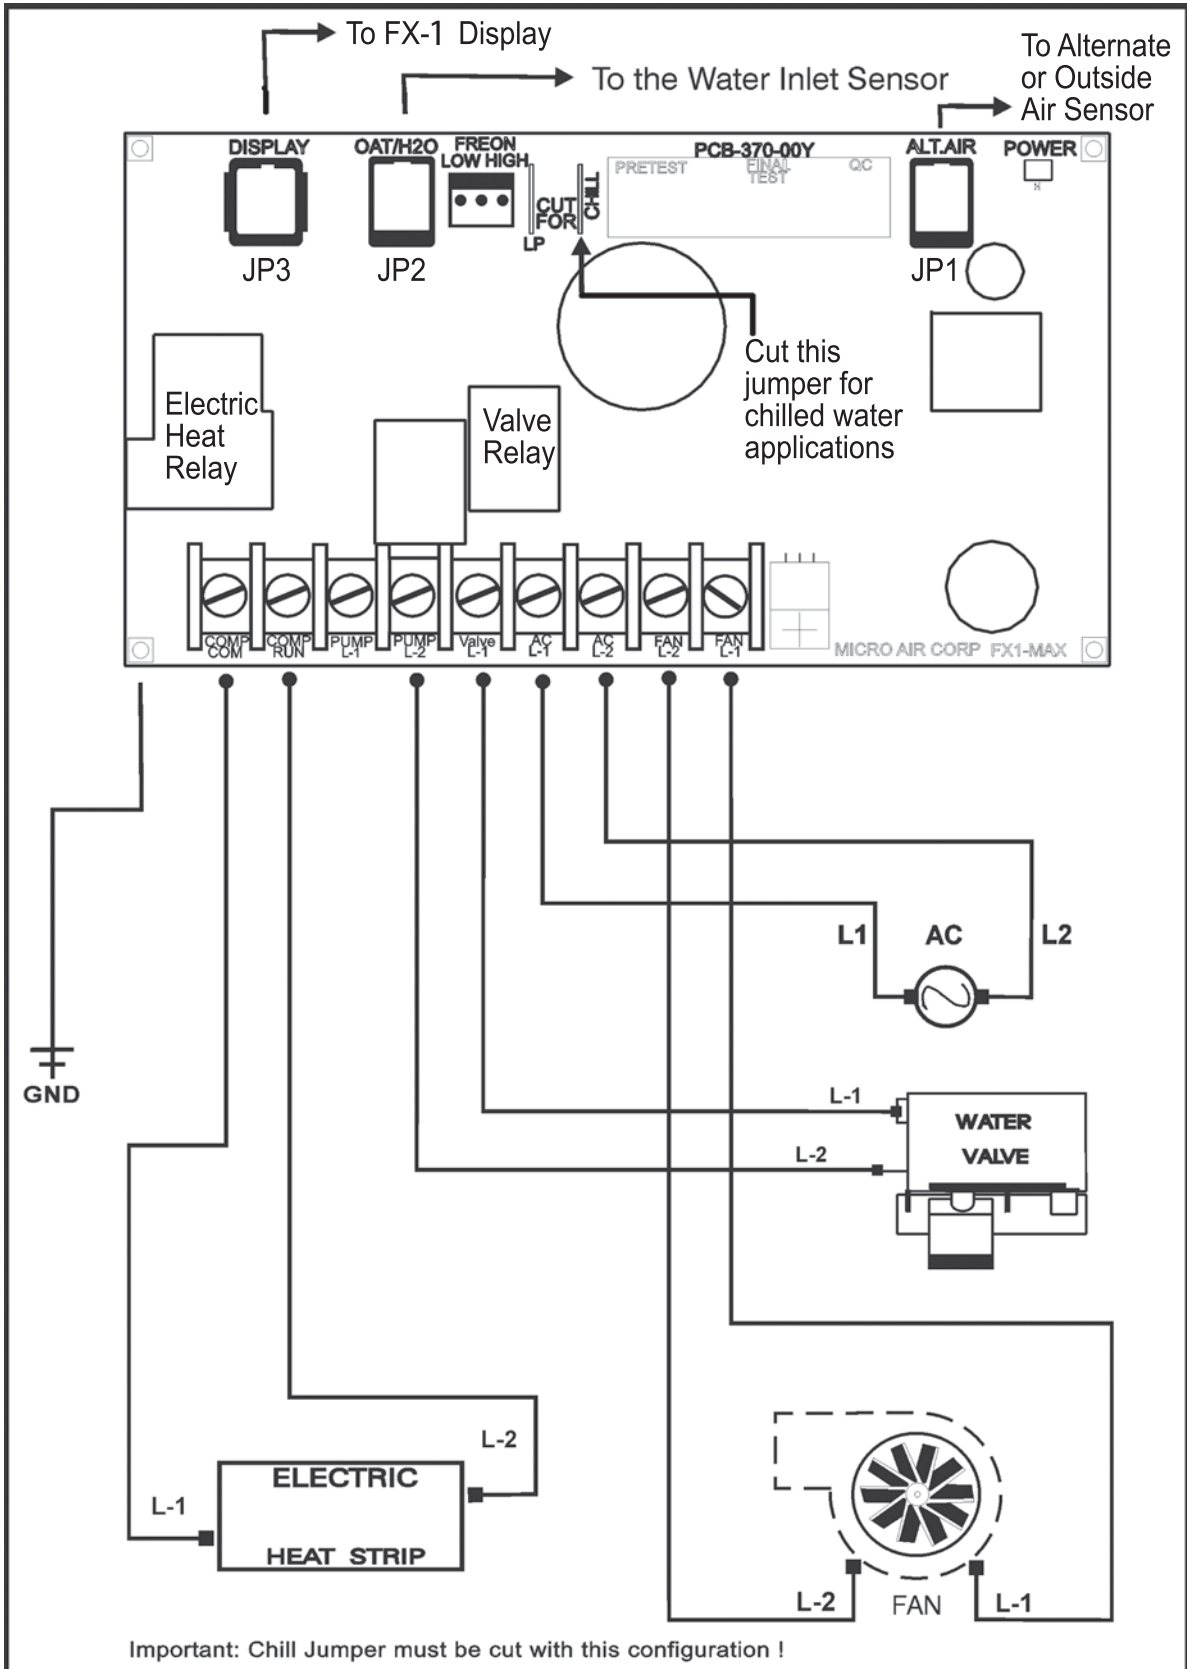 To FX-1 Display
To the Water Inlet Sensor
To Alternate
or Outside
Air Sensor
DISPLAY
OAT/H2O
FREON
LOW HIGH
LP
CUT
FOR
CHILL
PCB-370-00Y
PRETEST
FINAL
TEST
QC
ALT.AIR
POWER
JP3
JP2
JP1
Cut this
jumper for
chilled water
applications
Electric
Heat
Relay
Valve
Relay
COMP
COM
COMP
RUN
PUMP
L-1
PUMP
L-2
Valve
L-1
AC
L-1
AC
L-2
FAN
L-2
FAN
L-1
MICRO AIR CORP FX1-MAX
L1
AC
L2
GND
L-1
L-2
WATER
VALVE
L-2
L-1
ELECTRIC
HEAT STRIP
L-2
FAN
L-1
Important: Chill Jumper must be cut with this configuration !